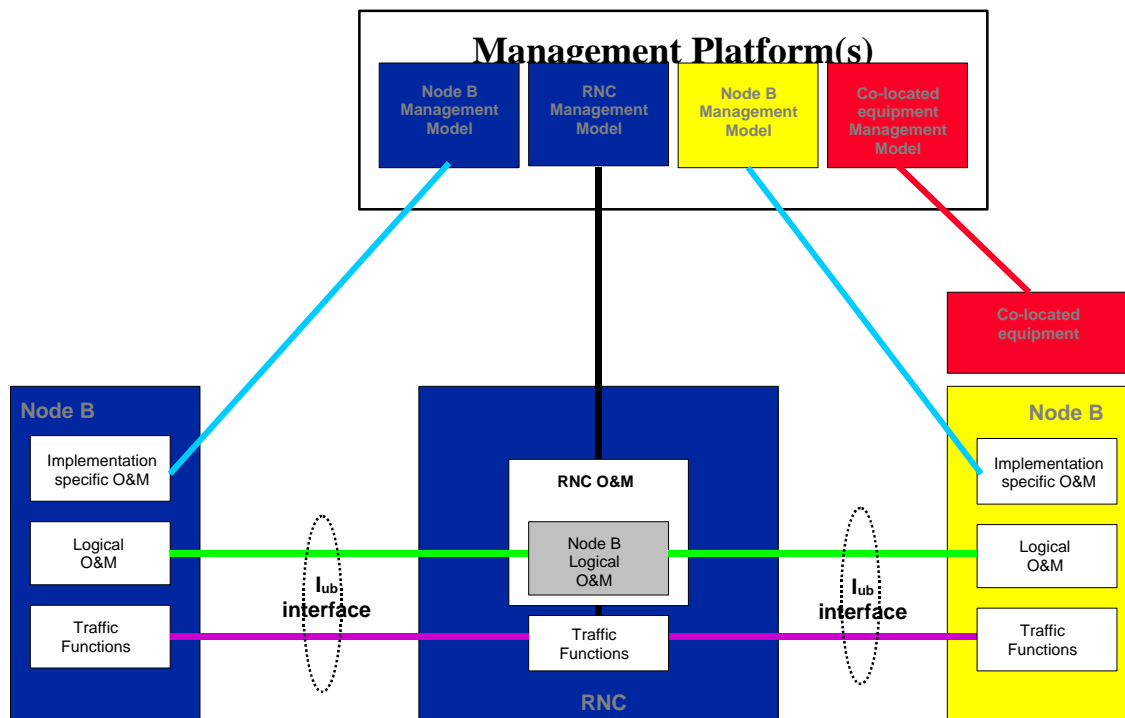 Management Platform(s)
Node B
Management
Model
RNC
Management
Model
Node B
Management
Model
Co-located
equipment
Management
Model
Co-located
equipment
Node B
Implementation
specific O&M
Logical
O&M
Traffic
Functions
Iub
interface
RNC O&M
Node B
Logical
O&M
Traffic
Functions
RNC
Iub
interface
Node B
Implementation
specific O&M
Logical
O&M
Traffic
Functions